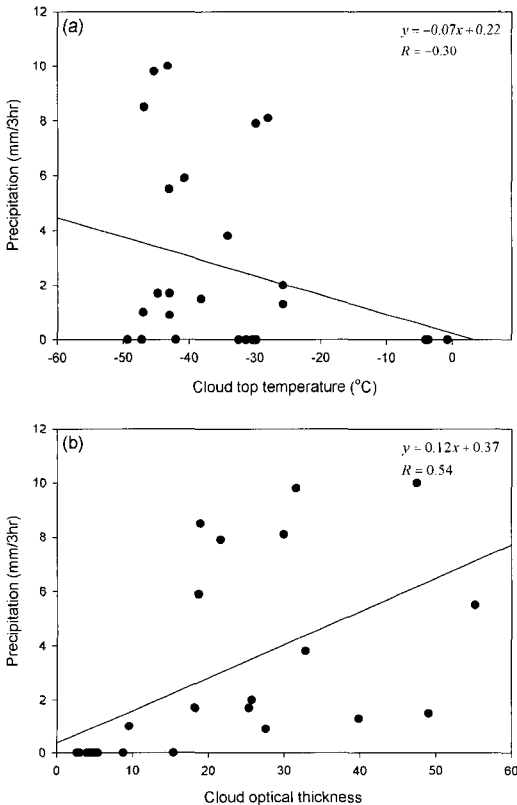 (a)
y = -0.07x + 0.22
R = -0.30
12
10
8
6
4
2
0
Precipitation (mm/3hr)
-60 -50 -40 -30 -20 -10 0
Cloud top temperature (°C)
(b)
y = 0.12x + 0.37
R = 0.54
12
10
8
6
4
2
0
Precipitation (mm/3hr)
0 10 20 30 40 50 60
Cloud optical thickness